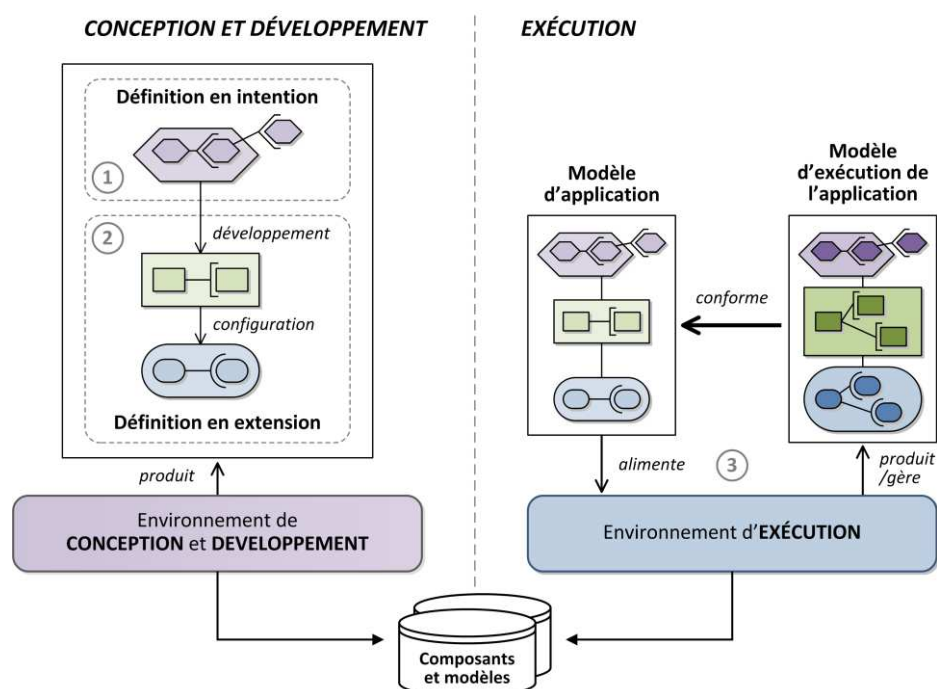 CONCEPTION ET DÉVELOPPEMENT
Définition en intention
1
2
développement
configuration
Définition en extension
produit
Environnement de
CONCEPTION et DEVELOPPEMENT
EXÉCUTION
Modèle
d'application
Modèle
d'exécution de
l'application
conforme
alimente
3
produit
/gère
Environnement d'EXÉCUTION
Composants
et modèles